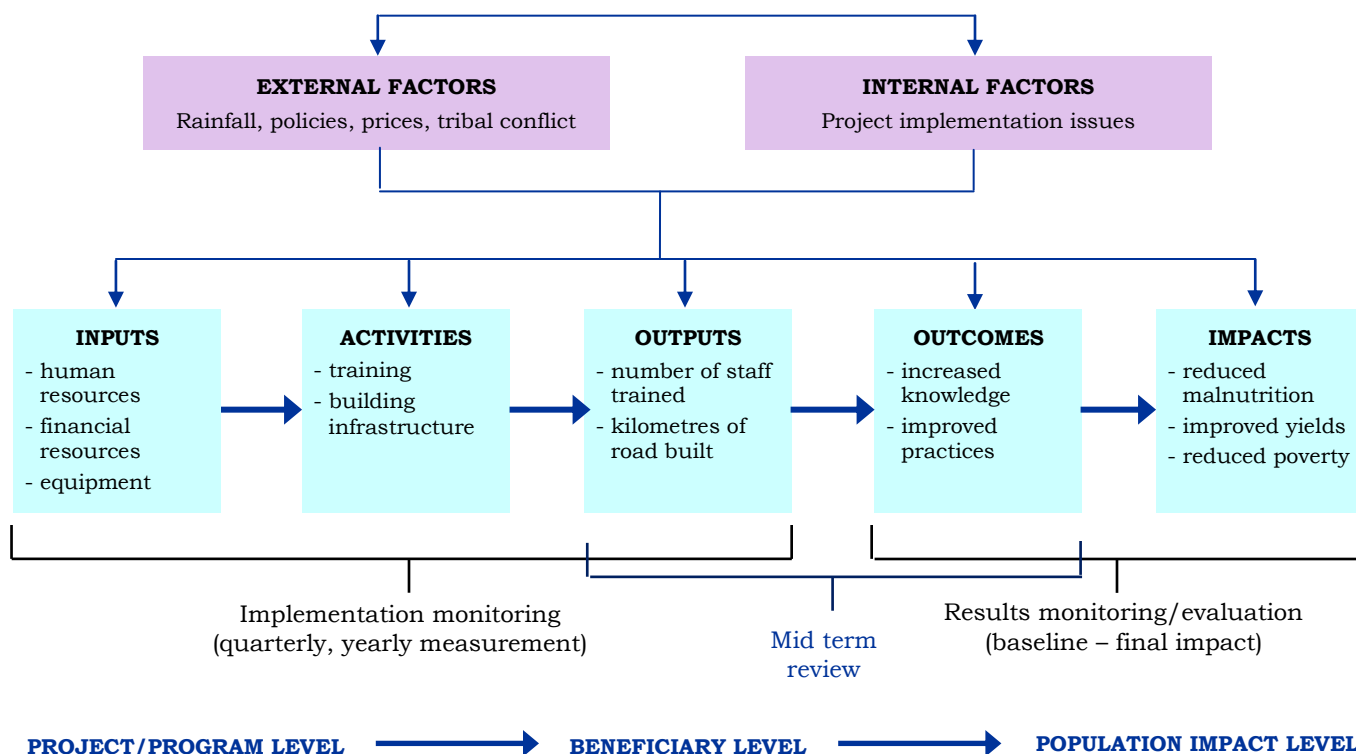 EXTERNAL FACTORS
Rainfall, policies, prices, tribal conflict
INTERNAL FACTORS
Project implementation issues
INPUTS
- human
resources
- financial
resources
- equipment
ACTIVITIES
- training
- building
infrastructure
OUTPUTS
- number of staff
trained
- kilometres of
road built
OUTCOMES
- increased
knowledge
- improved
practices
IMPACTS
- reduced
malnutrition
- improved yields
- reduced poverty
Implementation monitoring
(quarterly, yearly measurement)
Mid term
review
Results monitoring/evaluation
(baseline – final impact)
PROJECT/PROGRAM LEVEL
BENEFICIARY LEVEL
POPULATION IMPACT LEVEL